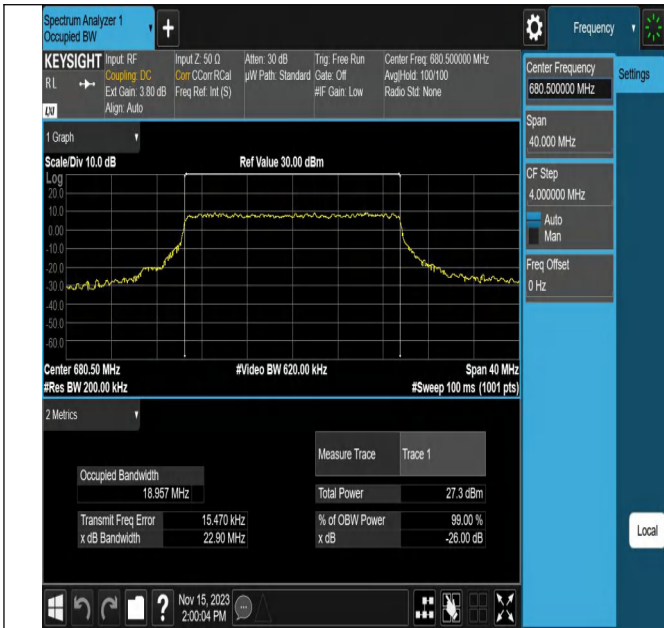 Spectrum Analyzer 1
Occupied BW
Frequency
KEYSIGHT
RL
LXI
Input: RF
Coupling: DC
Ext Gain: 3.80 dB
Align: Auto
Input Z: 50 Ω
Corr CCorr RCal
Freq Ref: Int (S)
Atten: 30 dB
µW Path: Standard
Trig: Free Run
Gate: Off
#IF Gain: Low
Center Freq: 680.500000 MHz
Avg|Hold: 100/100
Radio Std: None
1 Graph
Scale/Div 10.0 dB
Ref Value 30.00 dBm
Log
20.0
10.0
0.00
-10.0
-20.0
-30.0
-40.0
-50.0
-60.0
Center 680.50 MHz
#Video BW 620.00 kHz
Span 40 MHz
#Res BW 200.00 kHz
#Sweep 100 ms (1001 pts)
2 Metrics
Measure Trace Trace 1
Occupied Bandwidth
18.957 MHz
Total Power 27.3 dBm
Transmit Freq Error 15.470 kHz
% of OBW Power 99.00 %
x dB Bandwidth 22.90 MHz
x dB -26.00 dB
Center Frequency
680.500000 MHz
Settings
Span
40.000 MHz
CF Step
4.000000 MHz
Auto
Man
Freq Offset
0 Hz
Local
?
Nov 15, 2023
2:00:04 PM